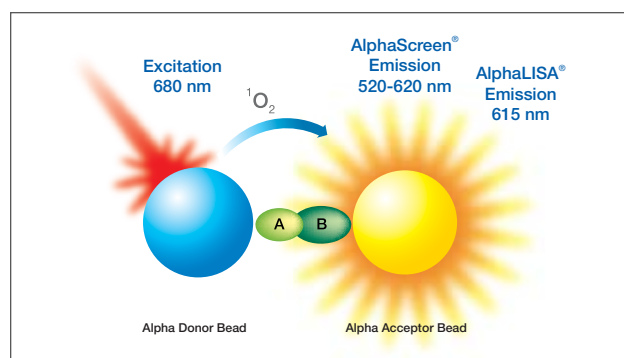 Excitation
680 nm
¹O₂
AlphaScreen®
Emission
520-620 nm
AlphaLISA®
Emission
615 nm
A
B
Alpha Donor Bead
Alpha Acceptor Bead